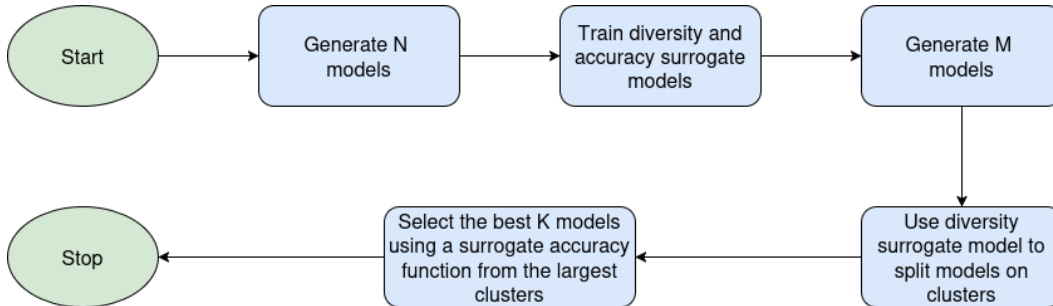 Start
Generate N
models
Train diversity and
accuracy surrogate
models
Generate M
models
Use diversity
surrogate model to
split models on
clusters
Select the best K models
using a surrogate accuracy
function from the largest
clusters
Stop